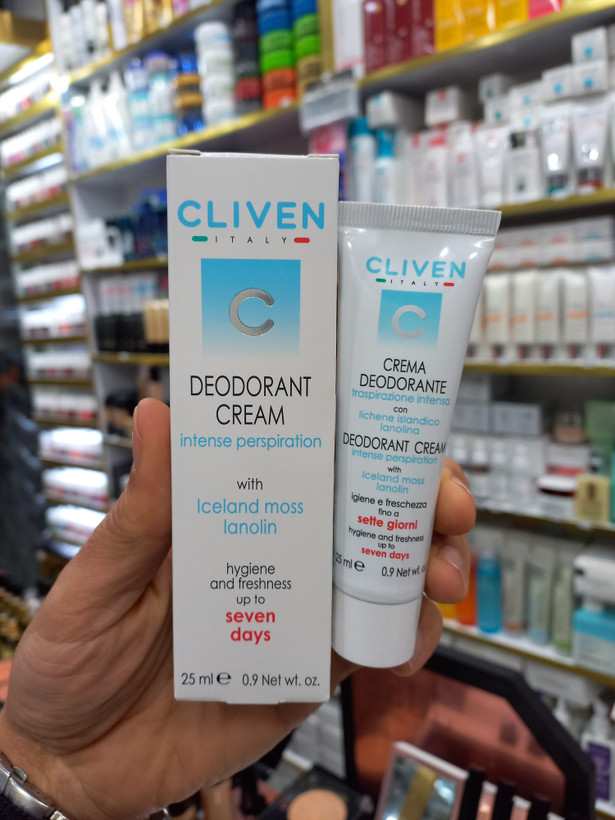 CLIVEN
ITALY
C
DEODORANT
CREAM
intense perspiration
with
Iceland moss
lanolin
hygiene
and freshness
up to
seven
days
25 ml e 0.9 Net wt. oz.
CLIVEN
ITALY
C
CREMA
DEODORANTE
traspirazione intensa
con
lichene islandico
lanolina
DEODORANT CREAM
intense perspiration
with
Iceland moss
lanolin
igiene e freschezza
fino a
sette giorni
hygiene and freshness
up to
seven days
25 ml e 0.9 Net wt.